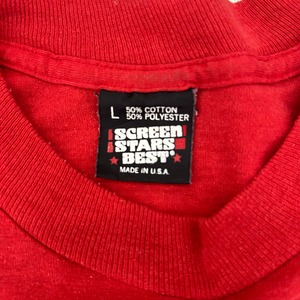 L 50% COTTON
50% POLYESTER
SCREEN
STARS
BEST
MADE IN U.S.A.